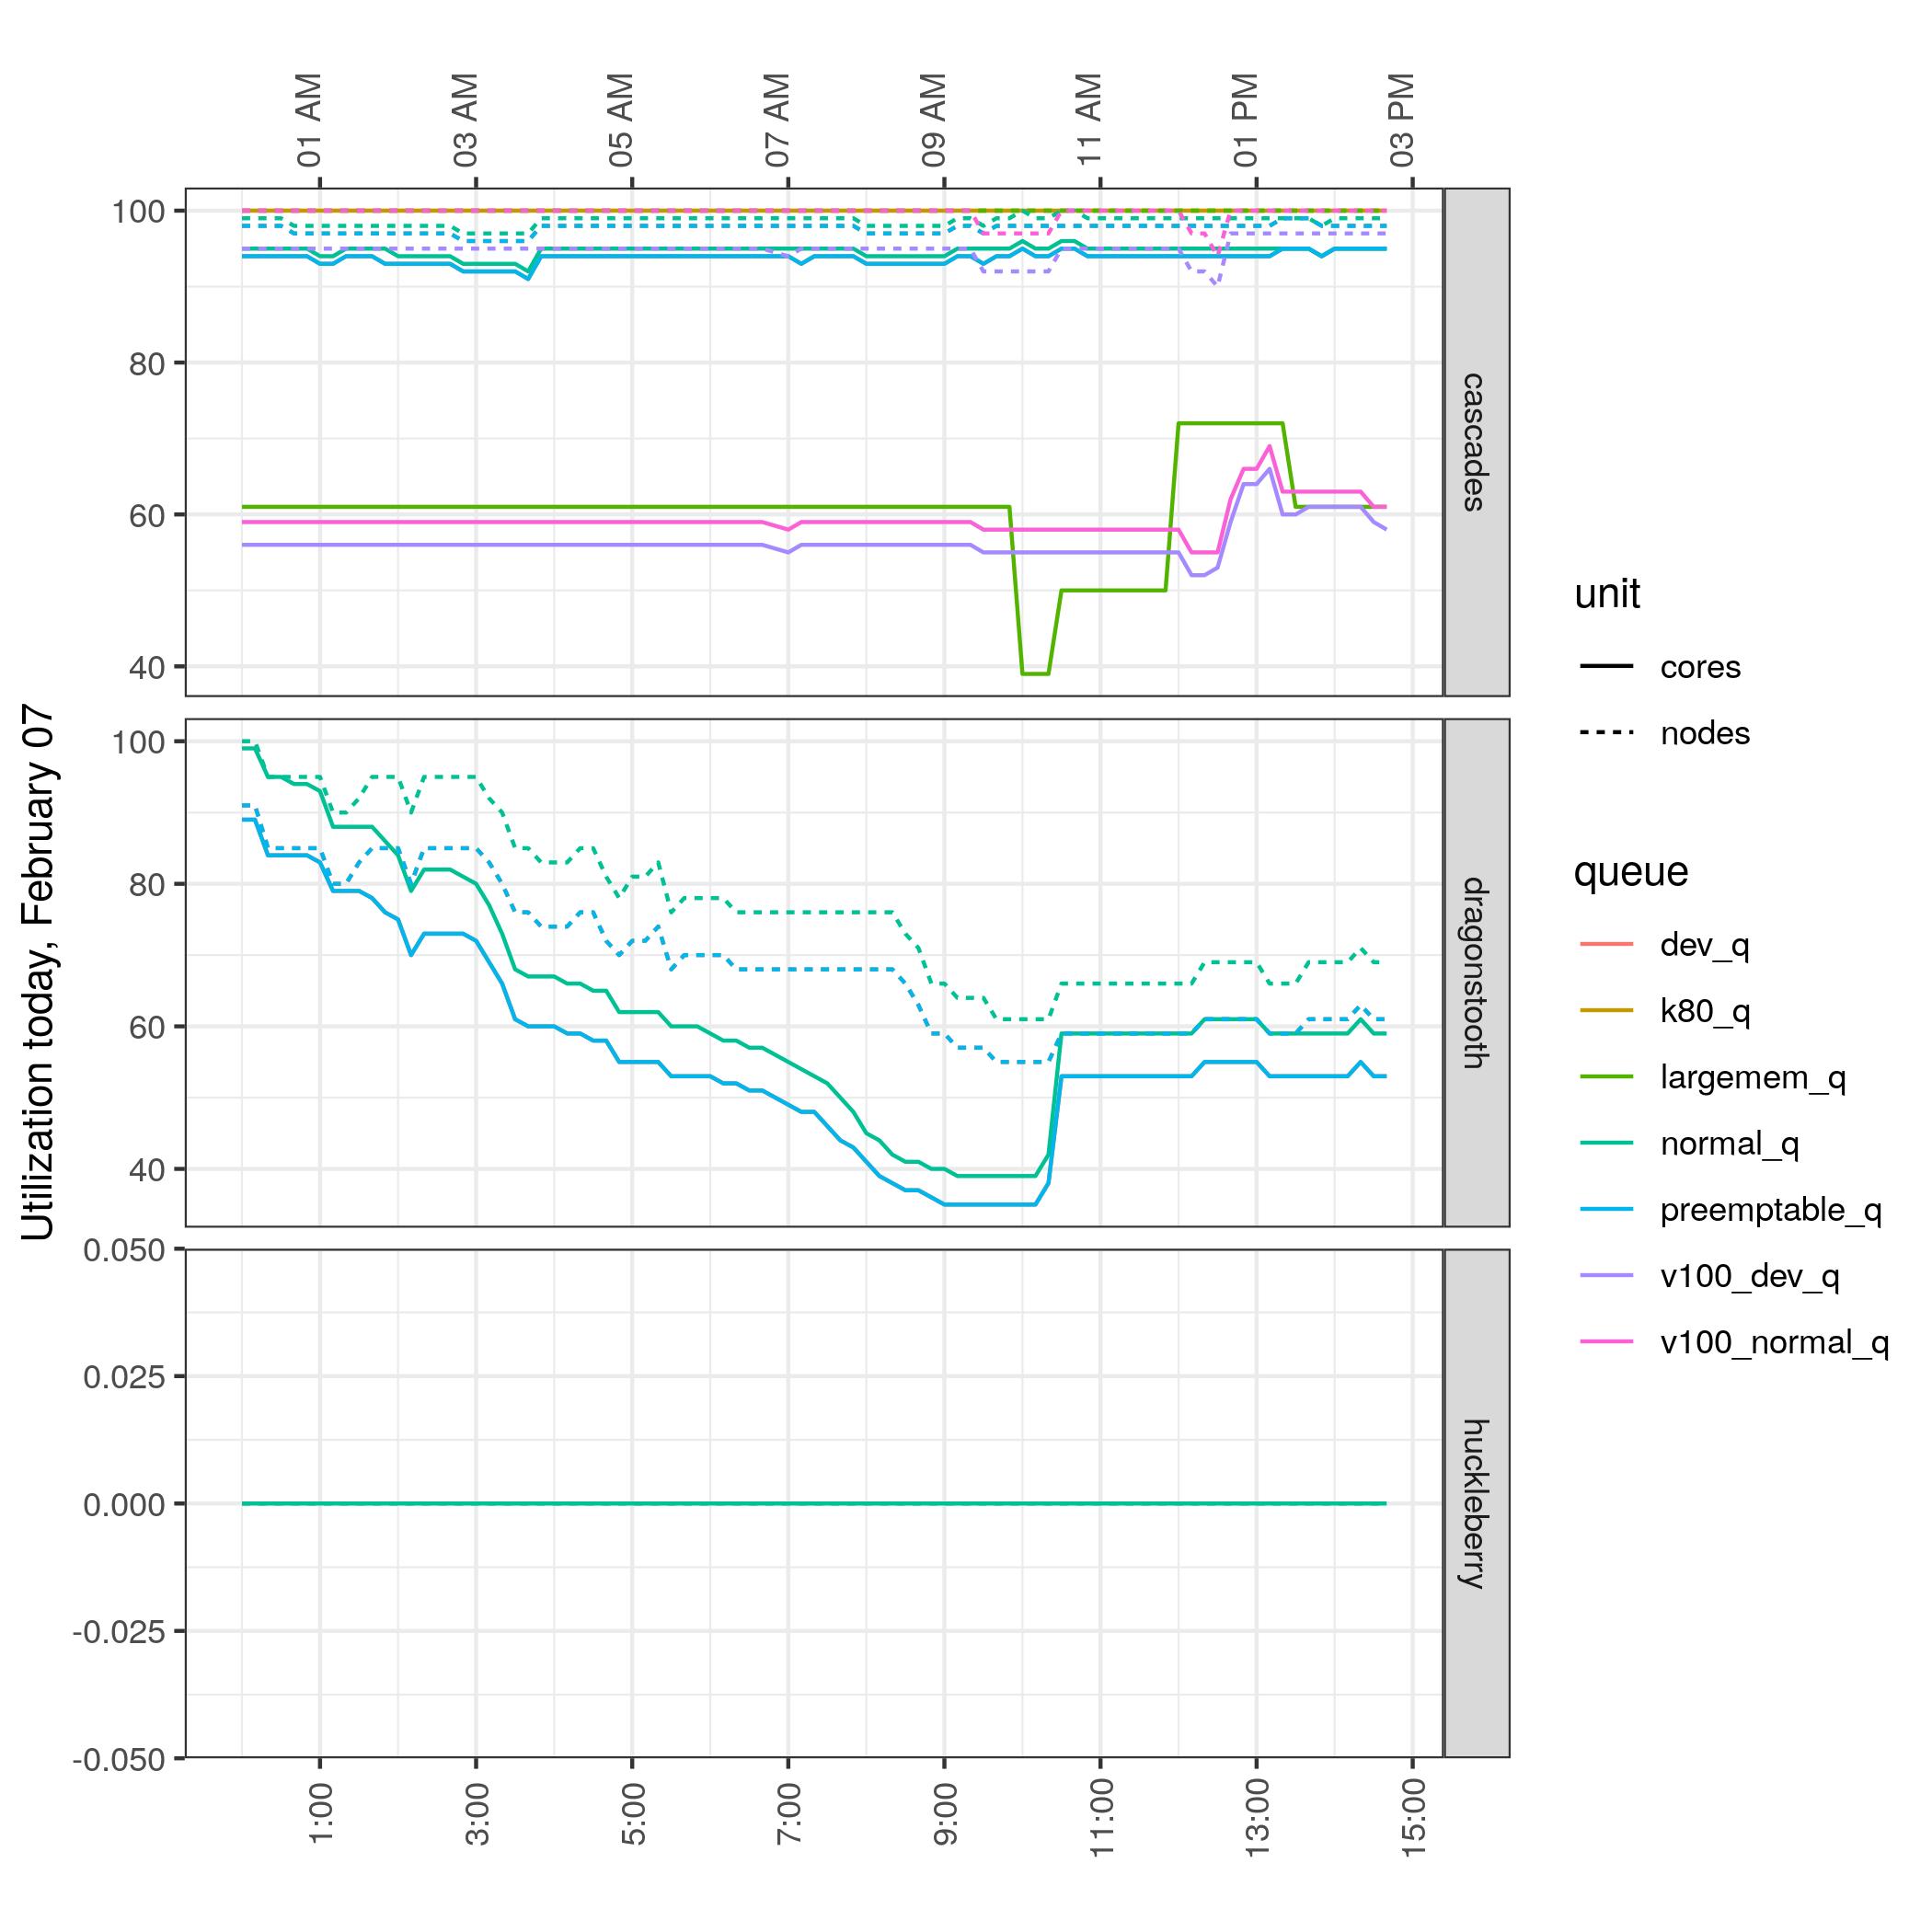 01 AM
03 AM
05 AM
07 AM
09 AM
11 AM
01 PM
03 PM
Utilization today, February 07
100
80
60
40
cascades
100
80
60
40
dragonstooth
0.050
0.025
0.000
-0.025
-0.050
huckleberry
1:00
3:00
5:00
7:00
9:00
11:00
13:00
15:00
unit
cores
nodes
queue
dev_q
k80_q
largemem_q
normal_q
preemptable_q
v100_dev_q
v100_normal_q